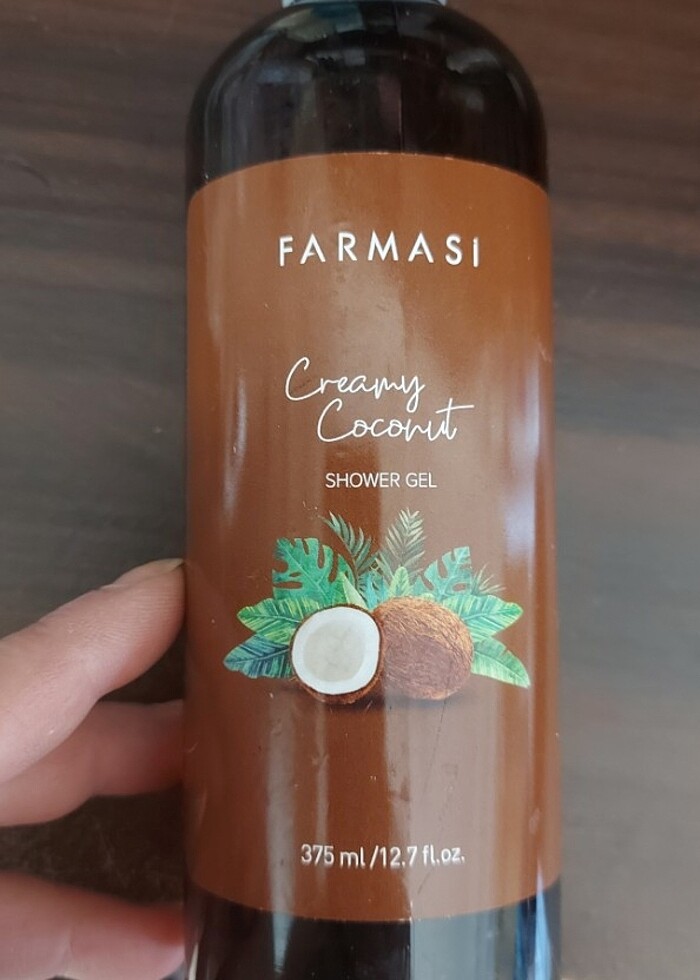 FARMASi
Creamy
Coconut
SHOWER GEL
375 ml /12.7 fl.oz.